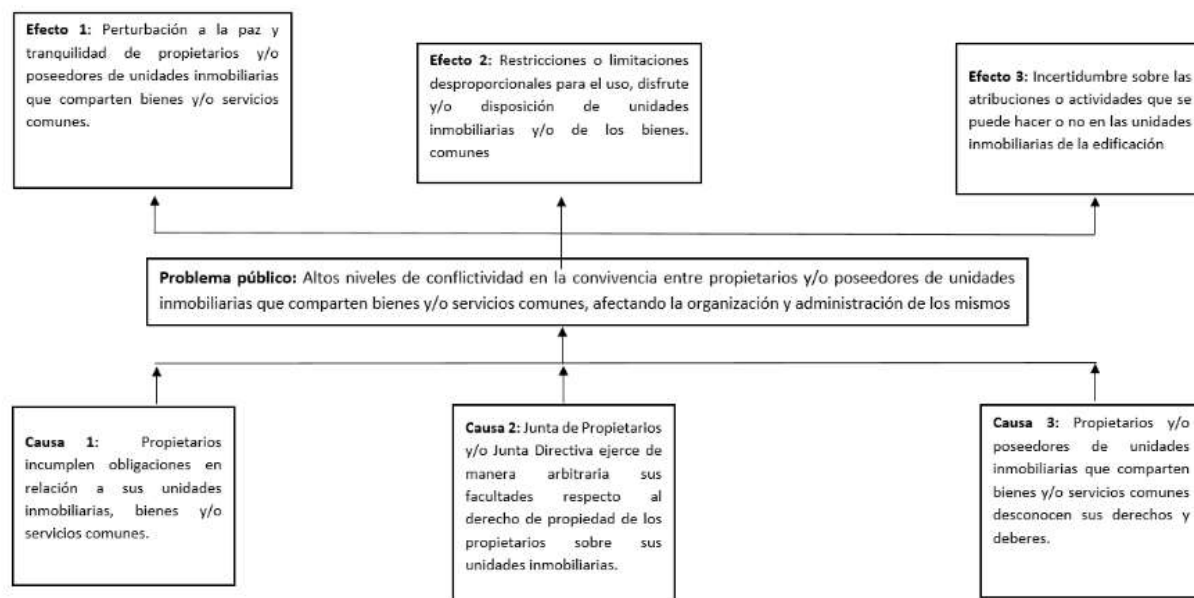 Efecto 1: Perturbación a la paz y
tranquilidad de propietarios y/o
poseedores de unidades inmobiliarias
que comparten bienes y/o servicios
comunes.
Efecto 2: Restricciones o limitaciones
desproporcionales para el uso, disfrute
y/o disposición de unidades
inmobiliarias y/o de los bienes.
comunes
Efecto 3: Incertidumbre sobre las
atribuciones o actividades que se
puede hacer o no en las unidades
inmobiliarias de la edificación
Problema público: Altos niveles de conflictividad en la convivencia entre propietarios y/o poseedores de unidades
inmobiliarias que comparten bienes y/o servicios comunes, afectando la organización y administración de los mismos
Causa 1: Propietarios
incumplen obligaciones en
relación a sus unidades
inmobiliarias, bienes y/o
servicios comunes.
Causa 2: Junta de Propietarios
y/o Junta Directiva ejerce de
manera arbitraria sus
facultades respecto al
derecho de propiedad de los
propietarios sobre sus
unidades inmobiliarias.
Causa 3: Propietarios y/o
poseedores de unidades
inmobiliarias que comparten
bienes y/o servicios comunes
desconocen sus derechos y
deberes.